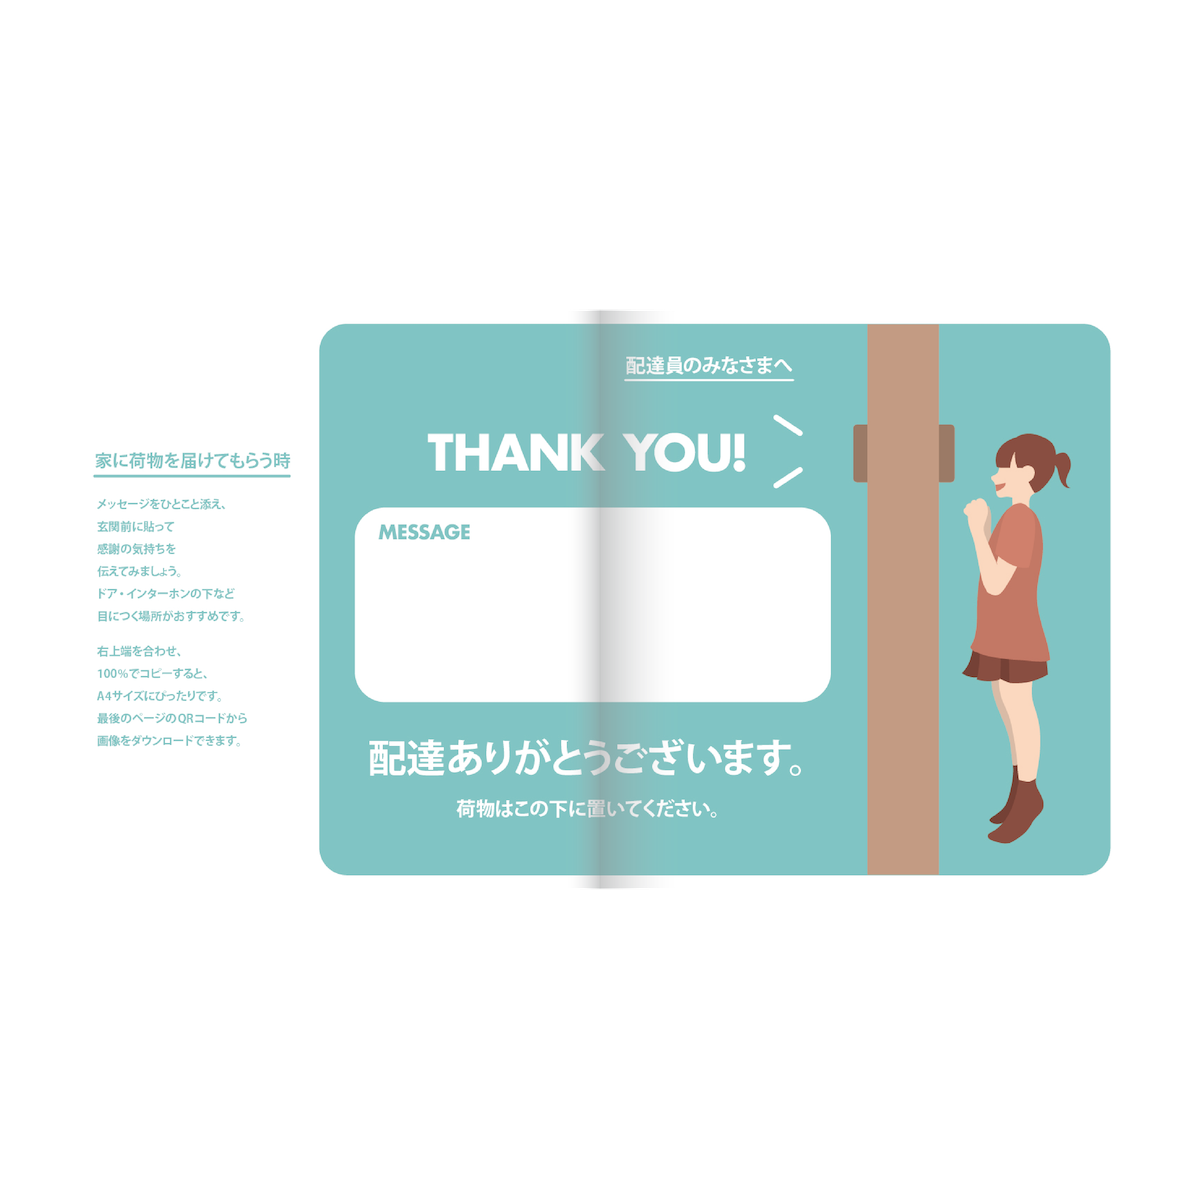 家に荷物を届けてもらう時
メッセージをひとこと添え、
玄関前に貼って
感謝の気持ちを
伝えてみましょう。
ドア・インターホンの下など
目につく場所がおすすめです。
右上端を合わせ、
100%でコピーすると、
A4サイズにぴったりです。
最後のページのQRコードから
画像をダウンロードできます。
配達員のみなさまへ
THANK YOU!
MESSAGE
配達ありがとうございます。
荷物はこの下に置いてください。